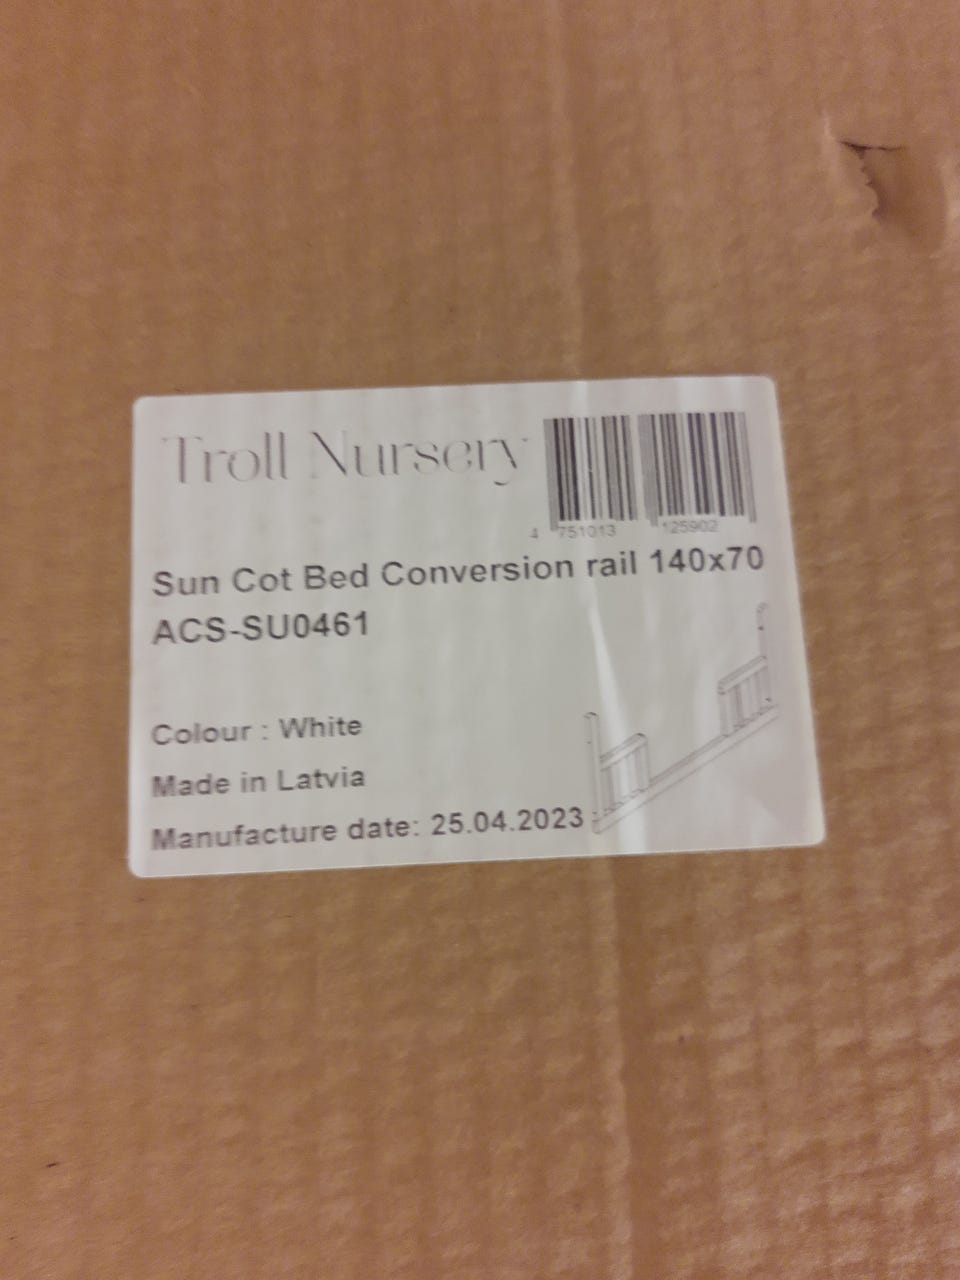 Troll Nursery
4 751013 125902
Sun Cot Bed Conversion rail 140x70
ACS-SU0461
Colour : White
Made in Latvia
Manufacture date: 25.04.2023